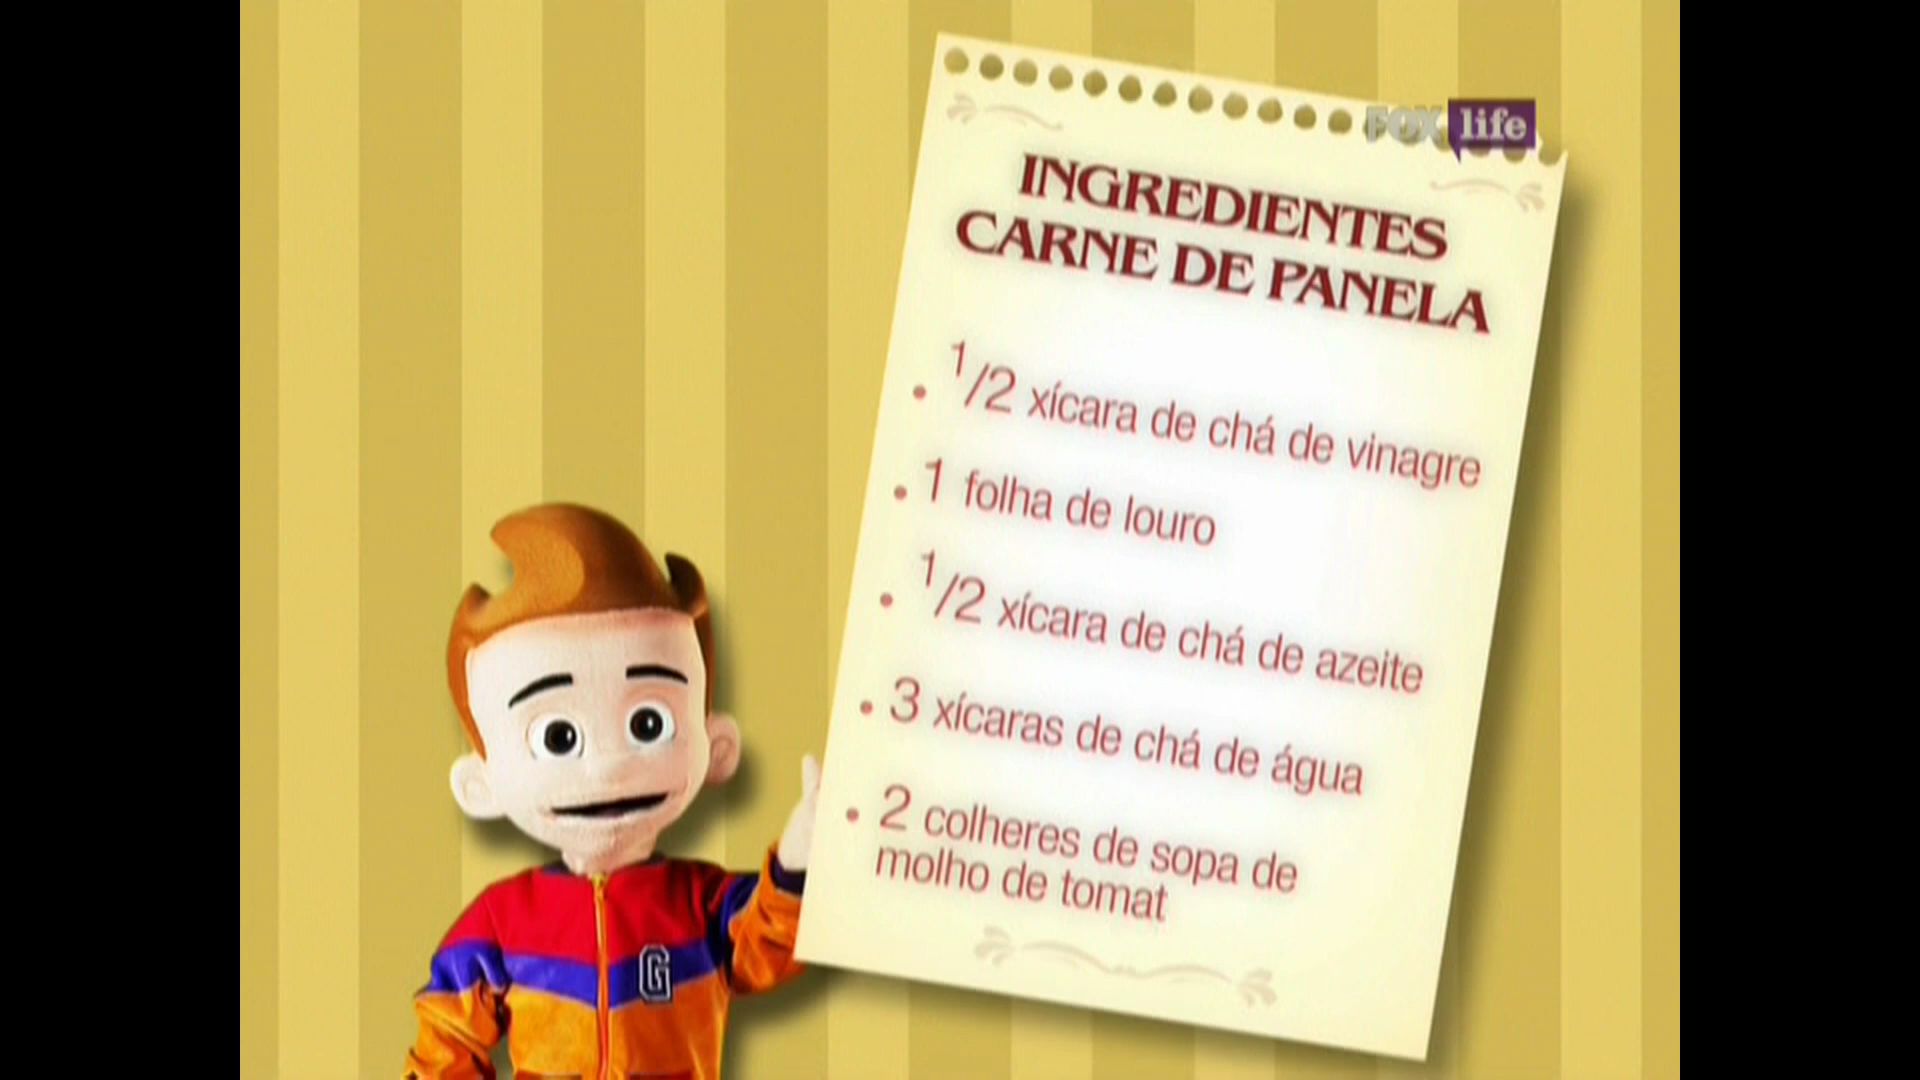 FOX life
INGREDIENTES
CARNE DE PANELA
• 1/2 xícara de chá de vinagre
• 1 folha de louro
• 1/2 xícara de chá de azeite
• 3 xícaras de chá de água
• 2 colheres de sopa de
molho de tomat
G